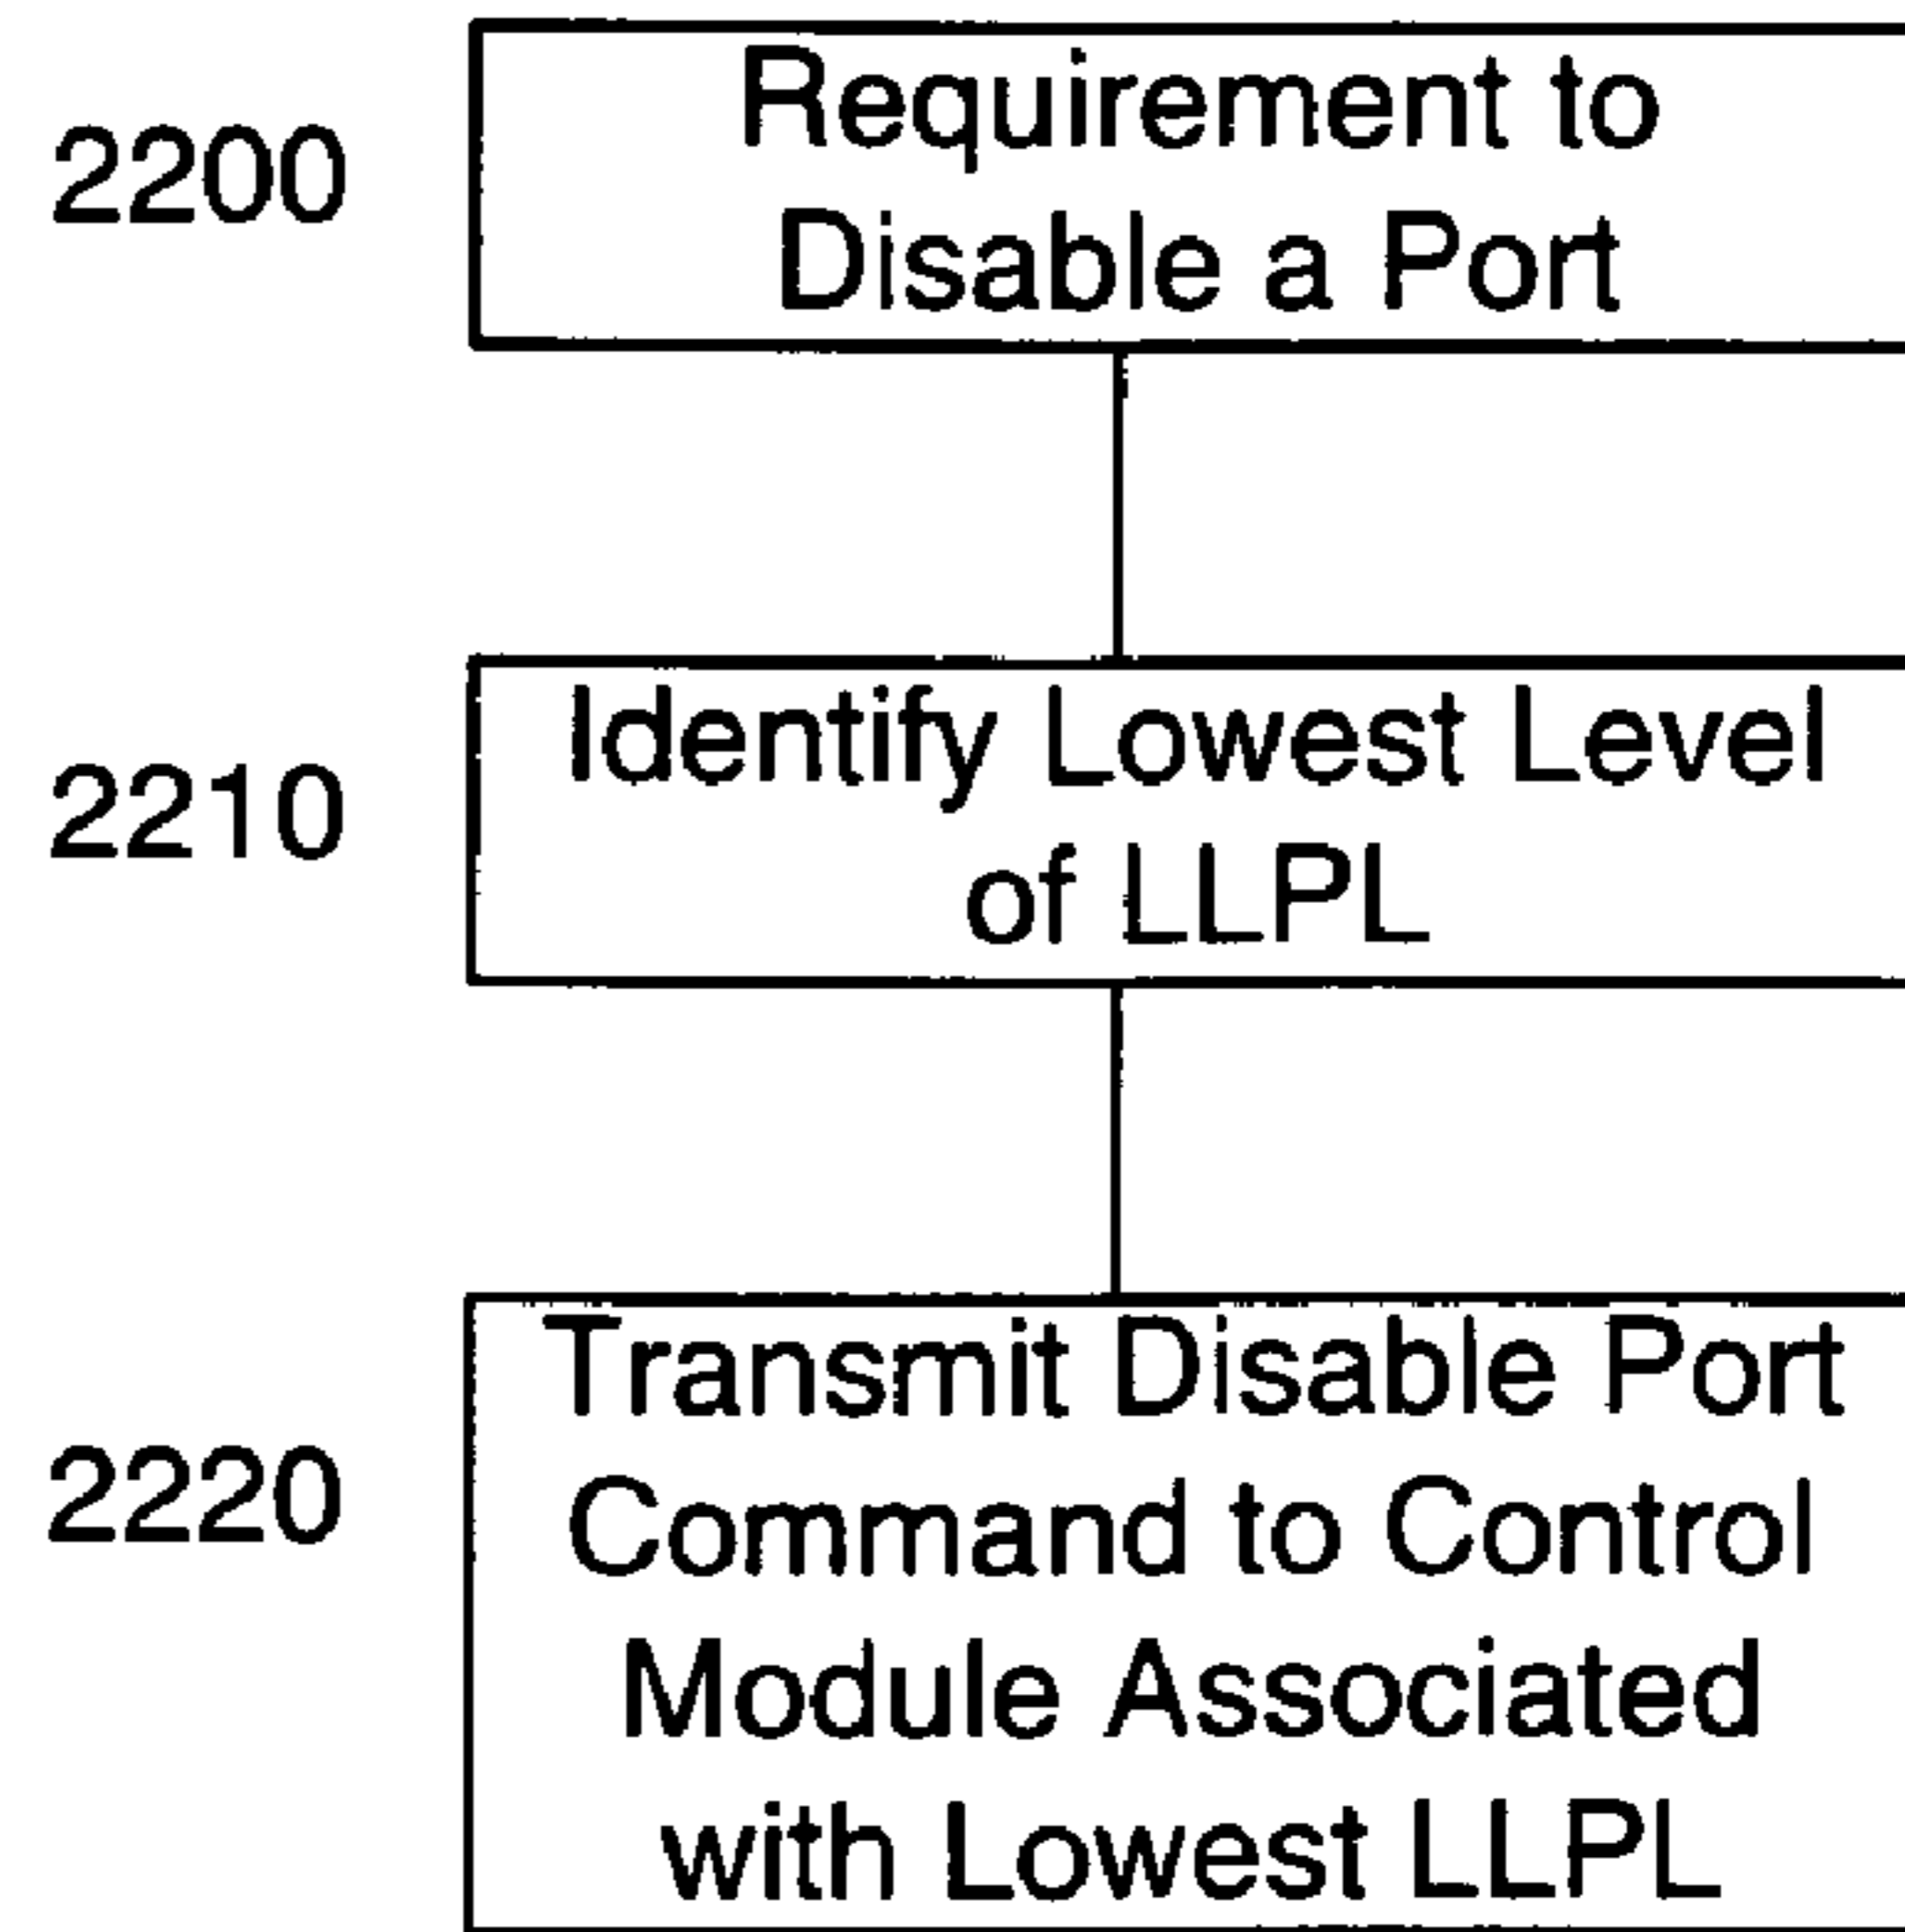 2200
Requirement to
Disable a Port
2210
Identify Lowest Level
of LLPL
2220
Transmit Disable Port
Command to Control
Module Associated
with Lowest LLPL